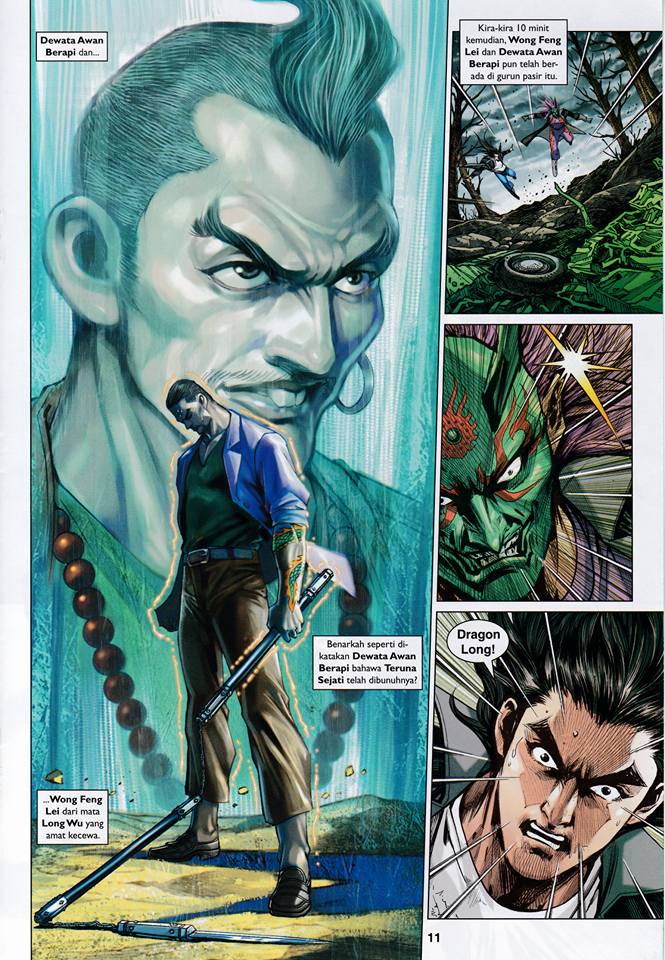 Dewata Awan
Berapi dan...
...Wong Feng
Lei dari mata
Long Wu yang
amat kecewa.
Benarkah seperti di-
katakan Dewata Awan
Berapi bahawa Teruna
Sejati telah dibunuhnya?
Kira-kira 10 minit
kemudian, Wong Feng
Lei dan Dewata Awan
Berapi pun telah ber-
ada di gurun pasir itu.
Dragon
Long!
11